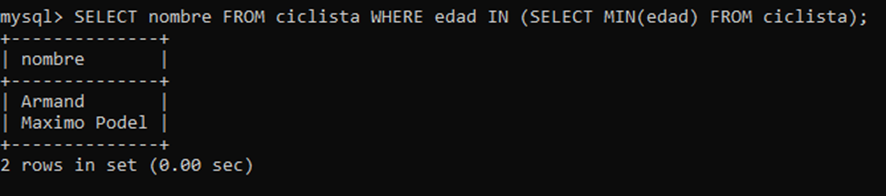 mysql> SELECT nombre FROM ciclista WHERE edad IN (SELECT MIN(edad) FROM ciclista);
+--------------+
| nombre       |
+--------------+
| Armand       |
| Maximo Podel |
+--------------+
2 rows in set (0.00 sec)